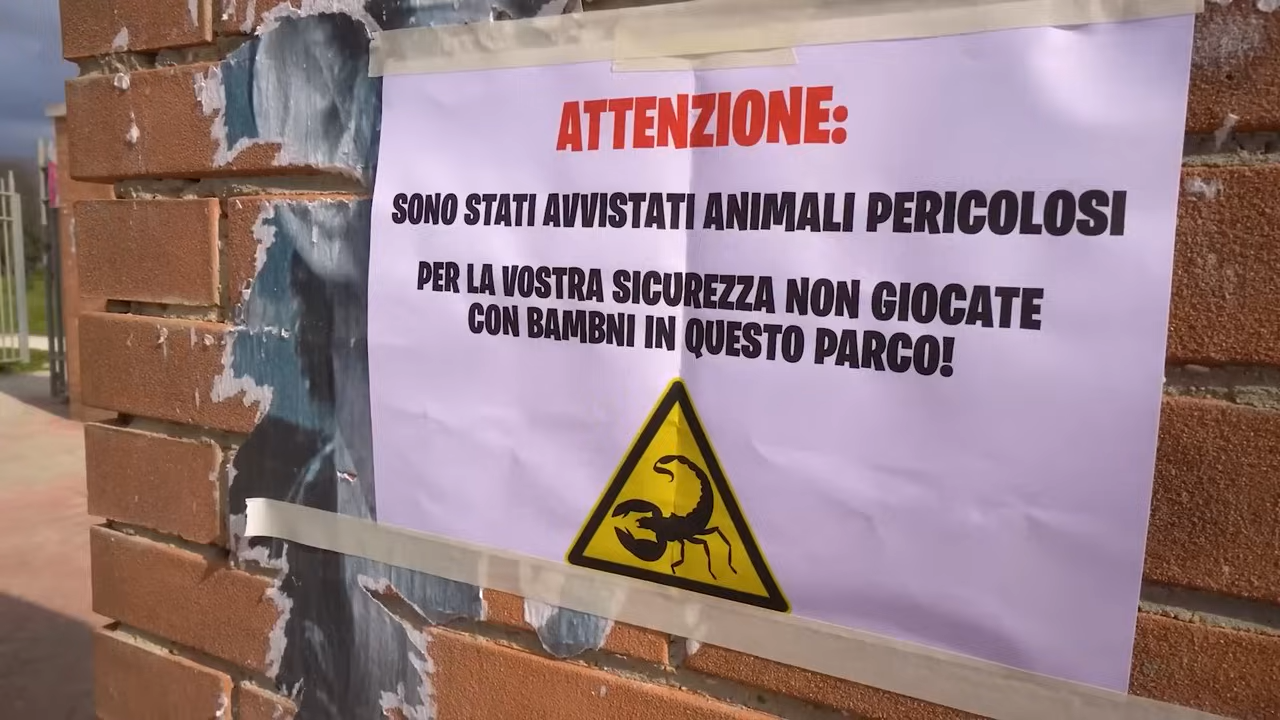 ATTENZIONE:
SONO STATI AVVISTATI ANIMALI PERICOLOSI
PER LA VOSTRA SICUREZZA NON GIOCATE
CON BAMBNI IN QUESTO PARCO!